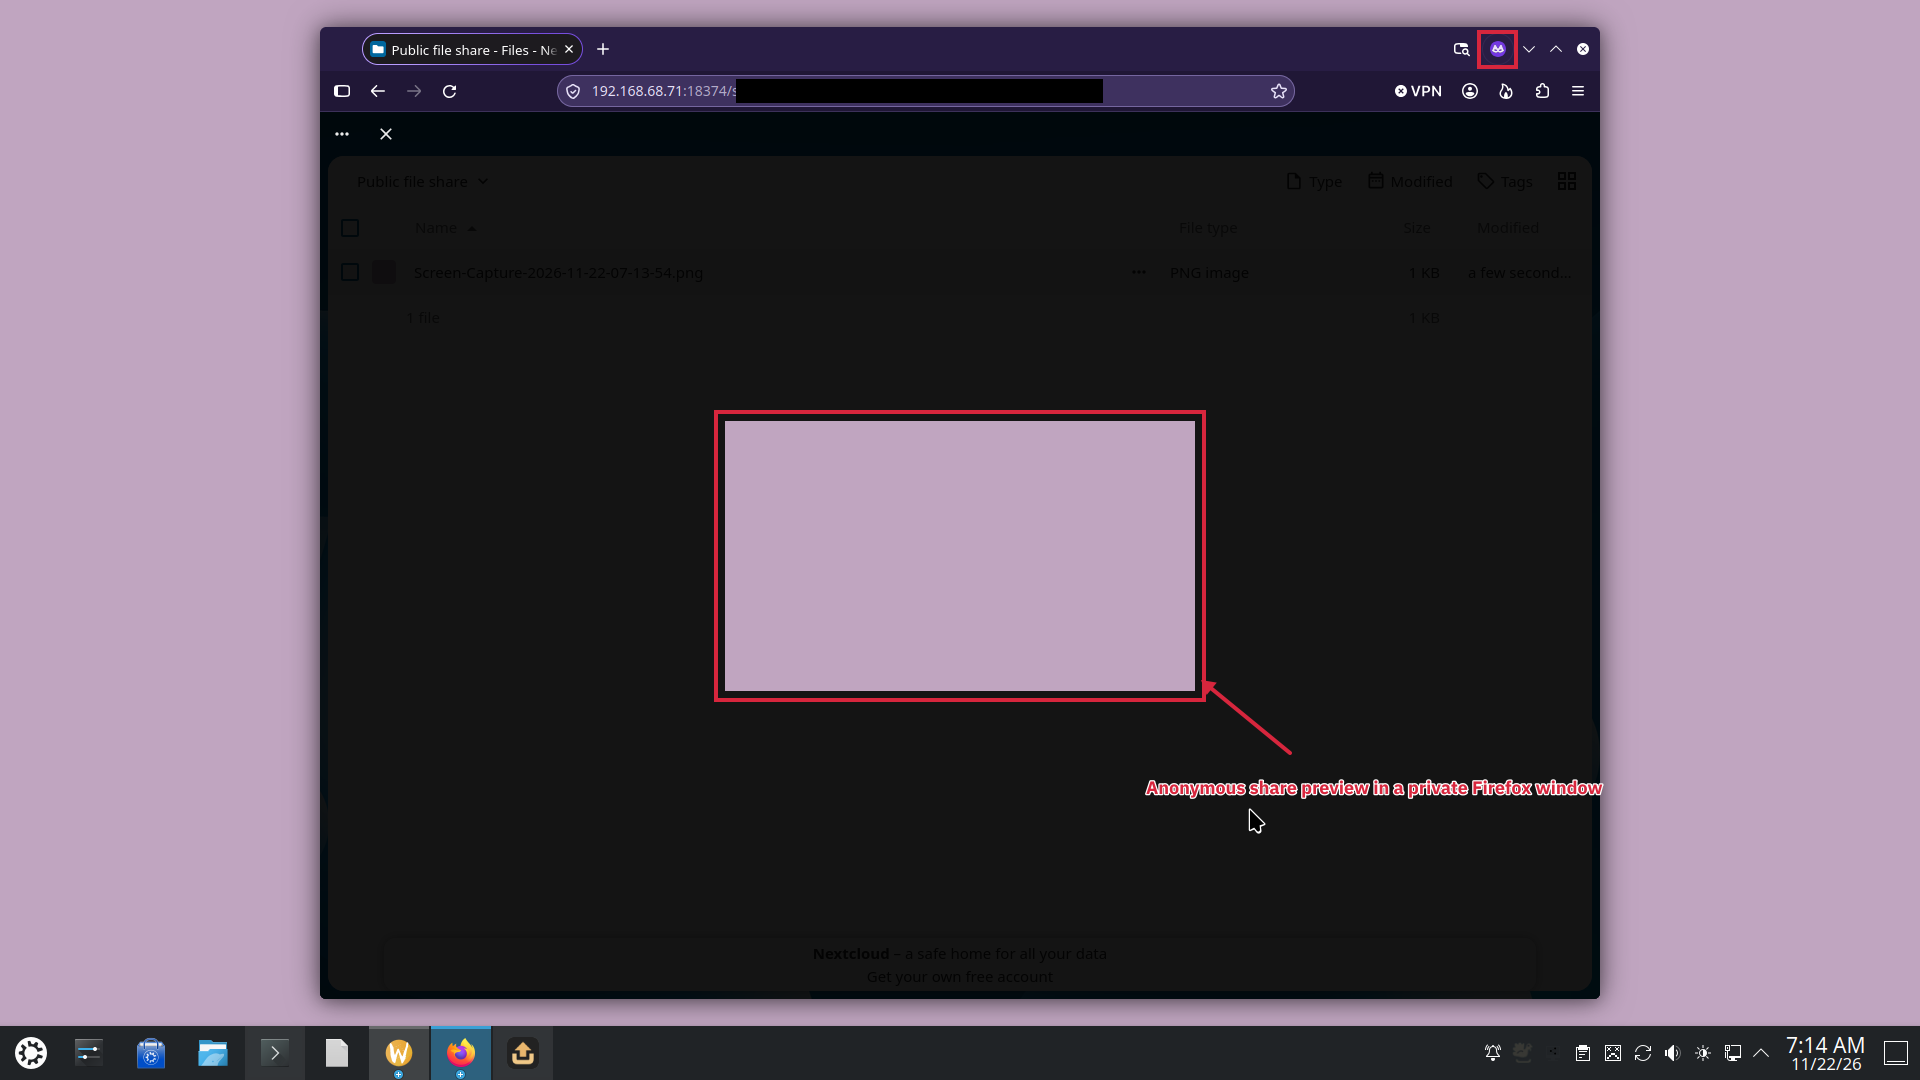 Public file share - Files - Ne
192.168.68.71:18374/s
VPN
Public file share
Type
Modified
Tags
Name
File type
Size
Modified
Screen-Capture-2026-11-22-07-13-54.png
PNG image
1 KB
a few second...
1 file
1 KB
Anonymous share preview in a private Firefox window
Nextcloud – a safe home for all your data
Get your own free account
7:14 AM
11/22/26